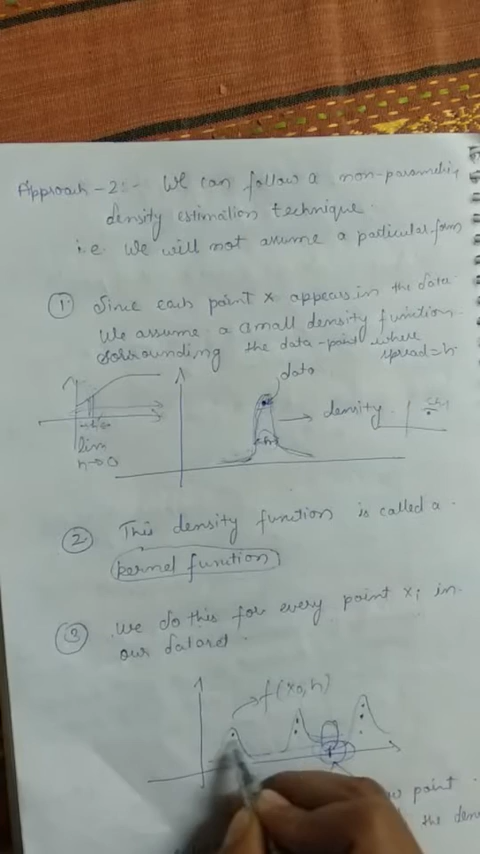 Approach - 2:- We can follow a non-parametric
density estimation technique.
i.e. We will not assume a particular form
① Since each point x appears in the data
We assume a small density function
sorrounding the data-point where
spread = h.
data
density.
lim
h→0
② This density function is called a
kernel function
③ We do this for every point xi in
our dataset.
f(x0, h)
point
the den